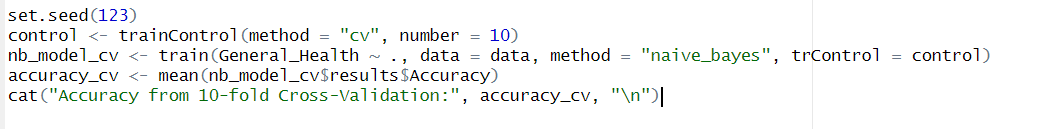 set.seed(123)
control <- trainControl(method = "cv", number = 10)
nb_model_cv <- train(General_Health ~ ., data = data, method = "naive_bayes", trControl = control)
accuracy_cv <- mean(nb_model_cv$results$Accuracy)
cat("Accuracy from 10-fold Cross-Validation:", accuracy_cv, "\n")